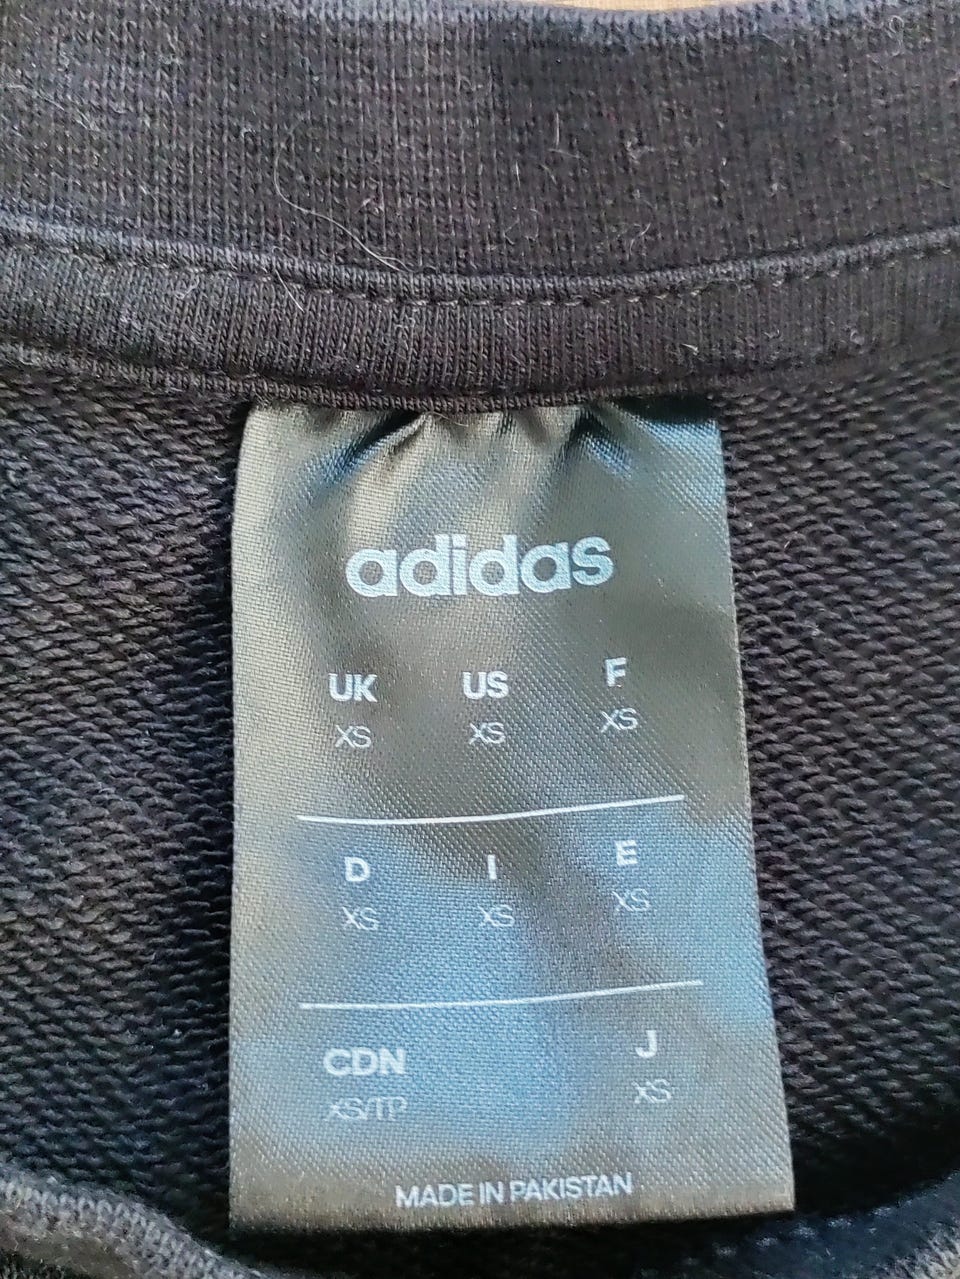 adidas
UK US F
XS XS XS
D I E
XS XS XS
CDN J
XS/TP XS
MADE IN PAKISTAN